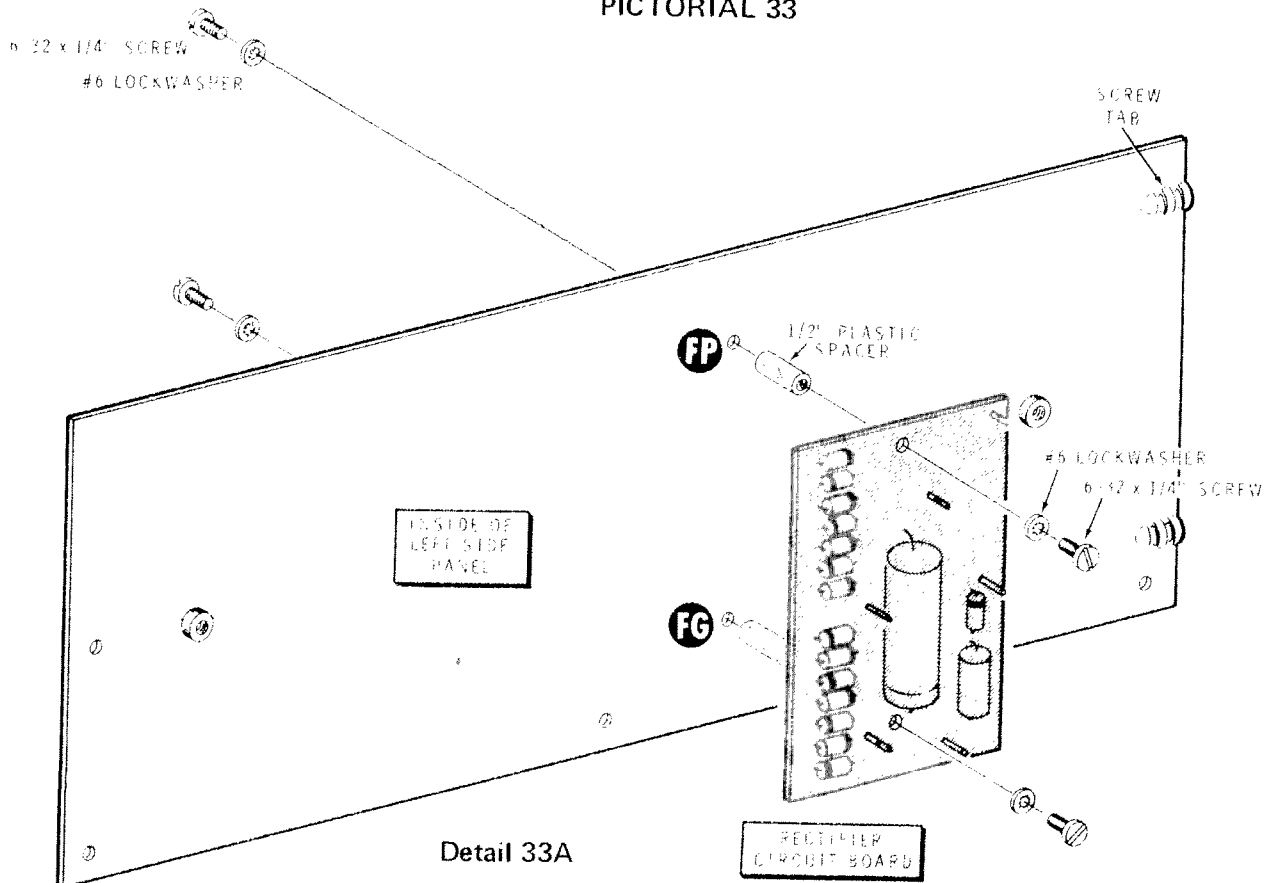 PICTORIAL 33
6-32 x 1/4" SCREW
#6 LOCKWASHER
SCREW
TAB
FP
1/2" PLASTIC
SPACER
#6 LOCKWASHER
6-32 x 1/4" SCREW
INSIDE OF
LEFT SIDE
PANEL
FG
Detail 33A
RECTIFIER
CIRCUIT BOARD